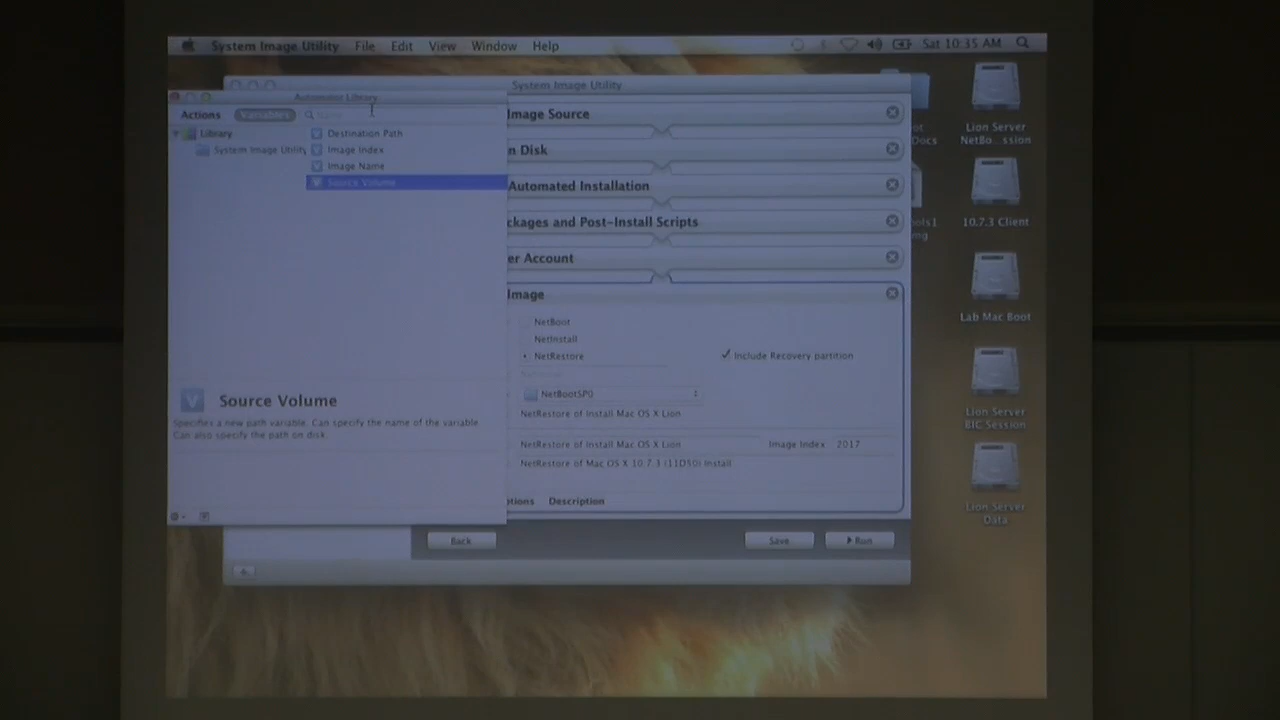 System Image Utility File Edit View Window Help Sat 10:35 AM
System Image Utility
Automator Library
Actions Variables
Library
System Image Utility
Destination Path
Image Index
Image Name
Source Volume
Source Volume
Specifies a new path variable. Can specify the name of the variable.
Can also specify the path on disk.
Image Source
n Disk
Automated Installation
ckages and Post-Install Scripts
er Account
Image
NetBoot
NetInstall
NetRestore
Include Recovery partition
NetBootSP0
NetRestore of Install Mac OS X Lion
NetRestore of Install Mac OS X Lion Image Index 2017
NetRestore of Mac OS X 10.7.3 (11D50) Install
ptions Description
Back Save Run
Docs
Lion Server
NetBo...ssion
10.7.3 Client
Lab Mac Boot
Lion Server
BIC Session
Lion Server
Data